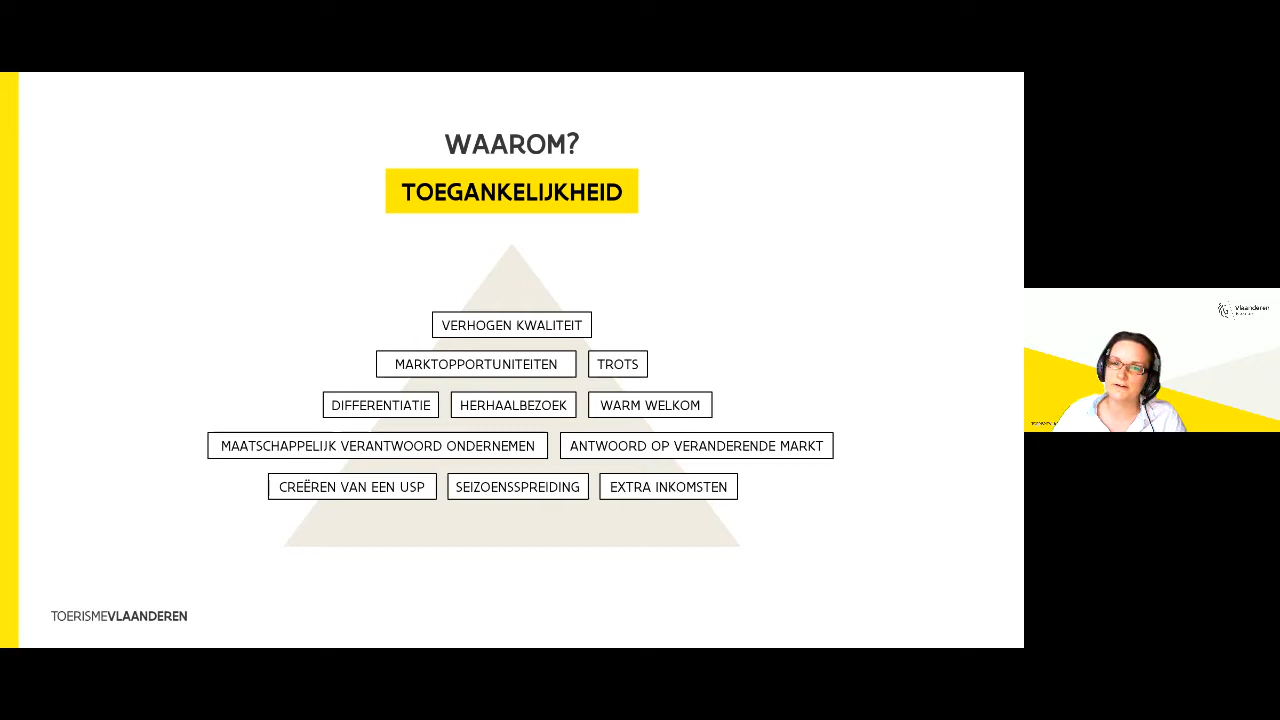 WAAROM?
TOEGANKELIJKHEID
VERHOGEN KWALITEIT
MARKTOPPORTUNITEITEN TROTS
DIFFERENTIATIE HERHAALBEZOEK WARM WELKOM
MAATSCHAPPELIJK VERANTWOORD ONDERNEMEN ANTWOORD OP VERANDERENDE MARKT
CREËREN VAN EEN USP SEIZOENSSPREIDING EXTRA INKOMSTEN
TOERISMEVLAANDEREN
Vlaanderen